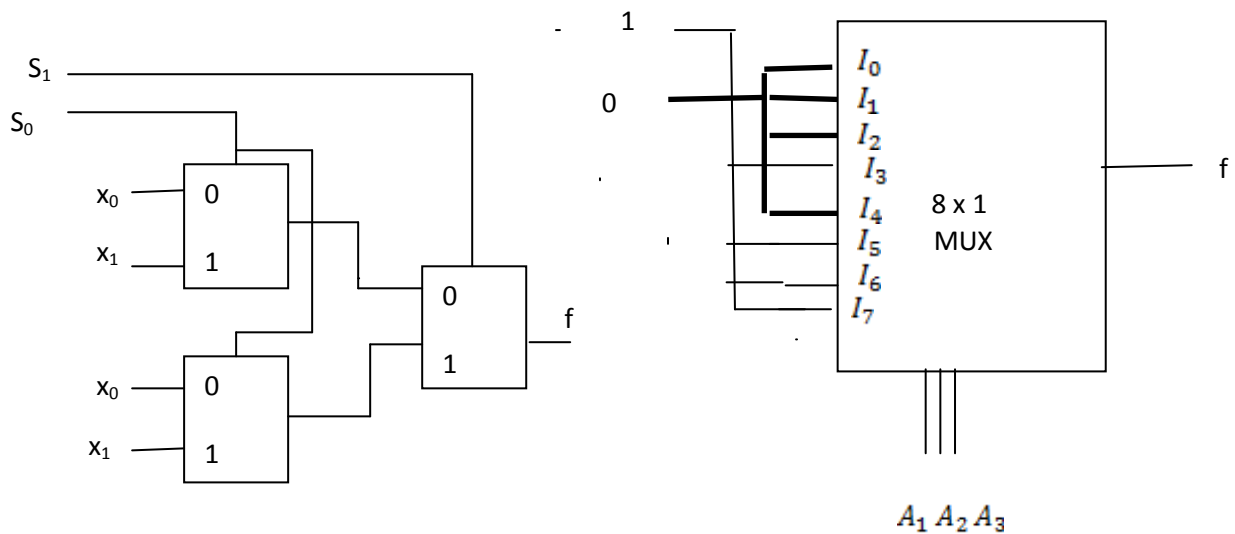 S₁
S₀
x₀
0
x₁
1
0
1
f
x₀
0
x₁
1
1
0
I₀
I₁
I₂
I₃
I₄
I₅
I₆
I₇
8 x 1
MUX
f
A₁ A₂ A₃